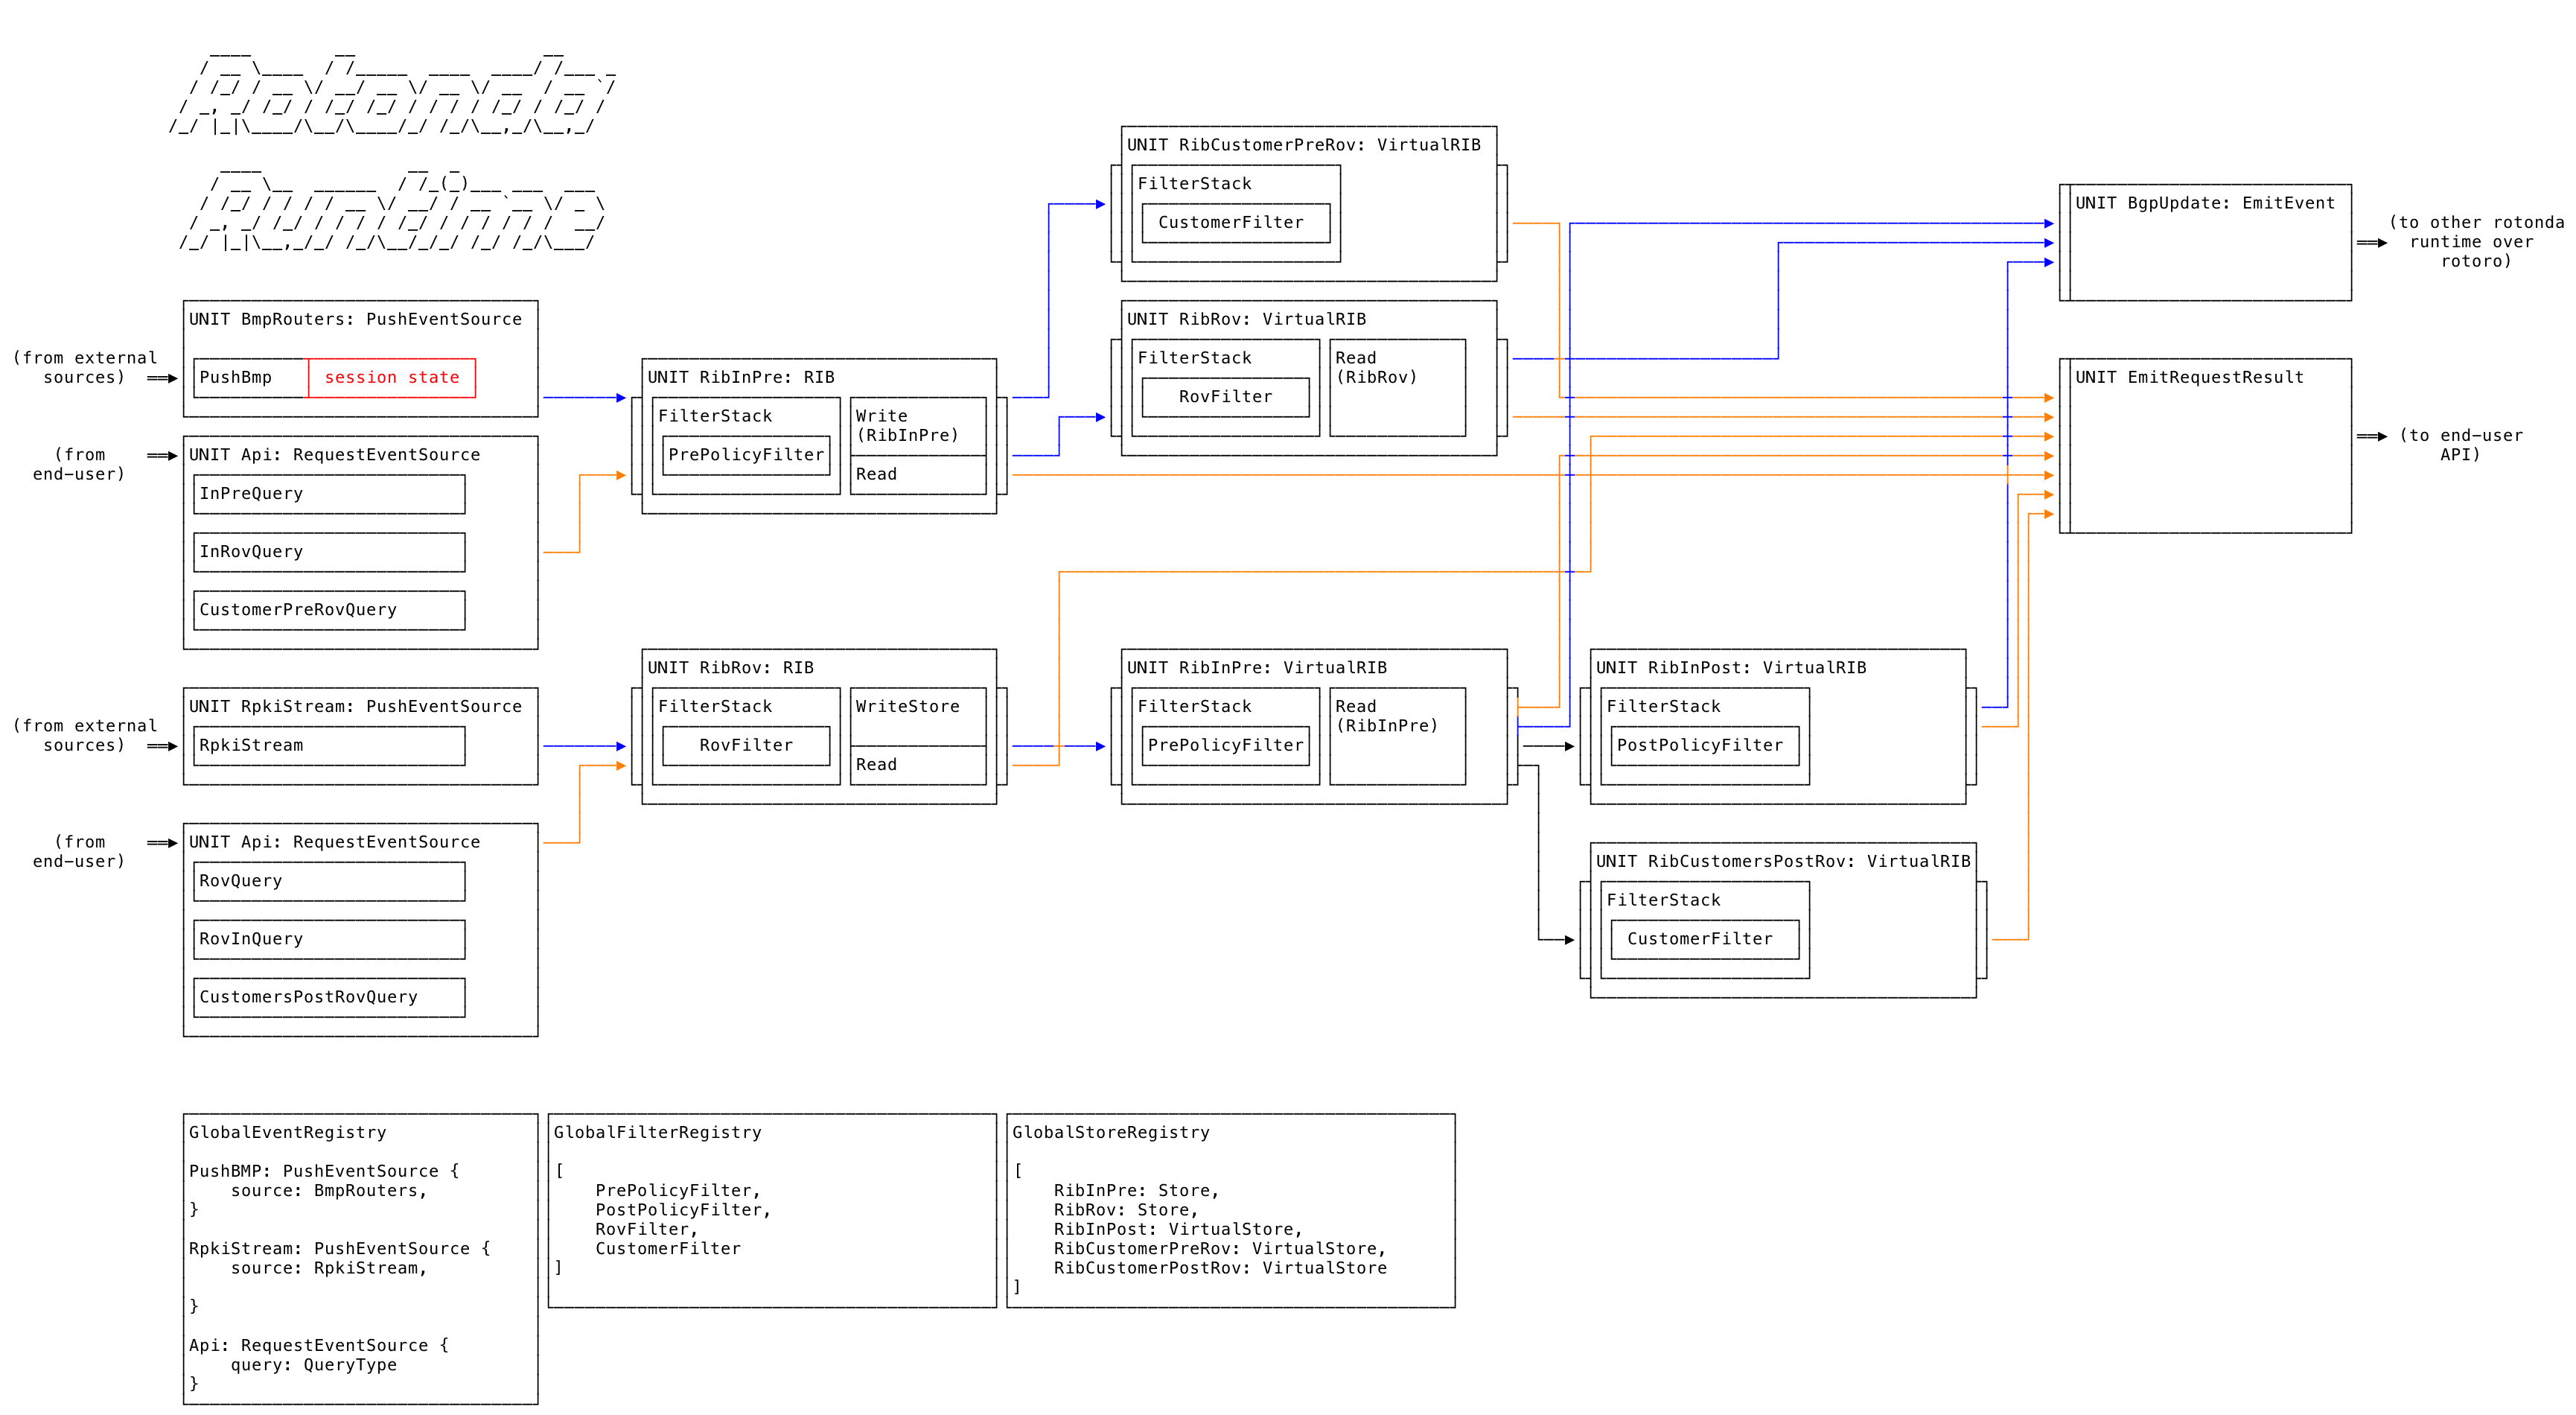 Rotonda
Runtime
UNIT BmpRouters: PushEventSource
(from external
sources)
PushBmp
session state
(from
end-user)
UNIT Api: RequestEventSource
InPreQuery
InRovQuery
CustomerPreRovQuery
(from external
sources)
UNIT RpkiStream: PushEventSource
RpkiStream
(from
end-user)
UNIT Api: RequestEventSource
RovQuery
RovInQuery
CustomersPostRovQuery
UNIT RibInPre: RIB
FilterStack
PrePolicyFilter
Write
(RibInPre)
Read
UNIT RibRov: RIB
FilterStack
RovFilter
WriteStore
Read
UNIT RibCustomerPreRov: VirtualRIB
FilterStack
CustomerFilter
UNIT RibRov: VirtualRIB
FilterStack
RovFilter
Read
(RibRov)
UNIT RibInPre: VirtualRIB
FilterStack
PrePolicyFilter
Read
(RibInPre)
UNIT RibInPost: VirtualRIB
FilterStack
PostPolicyFilter
UNIT RibCustomersPostRov: VirtualRIB
FilterStack
CustomerFilter
UNIT BgpUpdate: EmitEvent
(to other rotonda
runtime over
rotoro)
UNIT EmitRequestResult
(to end-user
API)
GlobalEventRegistry
PushBMP: PushEventSource {
source: BmpRouters,
}
RpkiStream: PushEventSource {
source: RpkiStream,
}
Api: RequestEventSource {
query: QueryType
}
GlobalFilterRegistry
[
PrePolicyFilter,
PostPolicyFilter,
RovFilter,
CustomerFilter
]
GlobalStoreRegistry
[
RibInPre: Store,
RibRov: Store,
RibInPost: VirtualStore,
RibCustomerPreRov: VirtualStore,
RibCustomerPostRov: VirtualStore
]